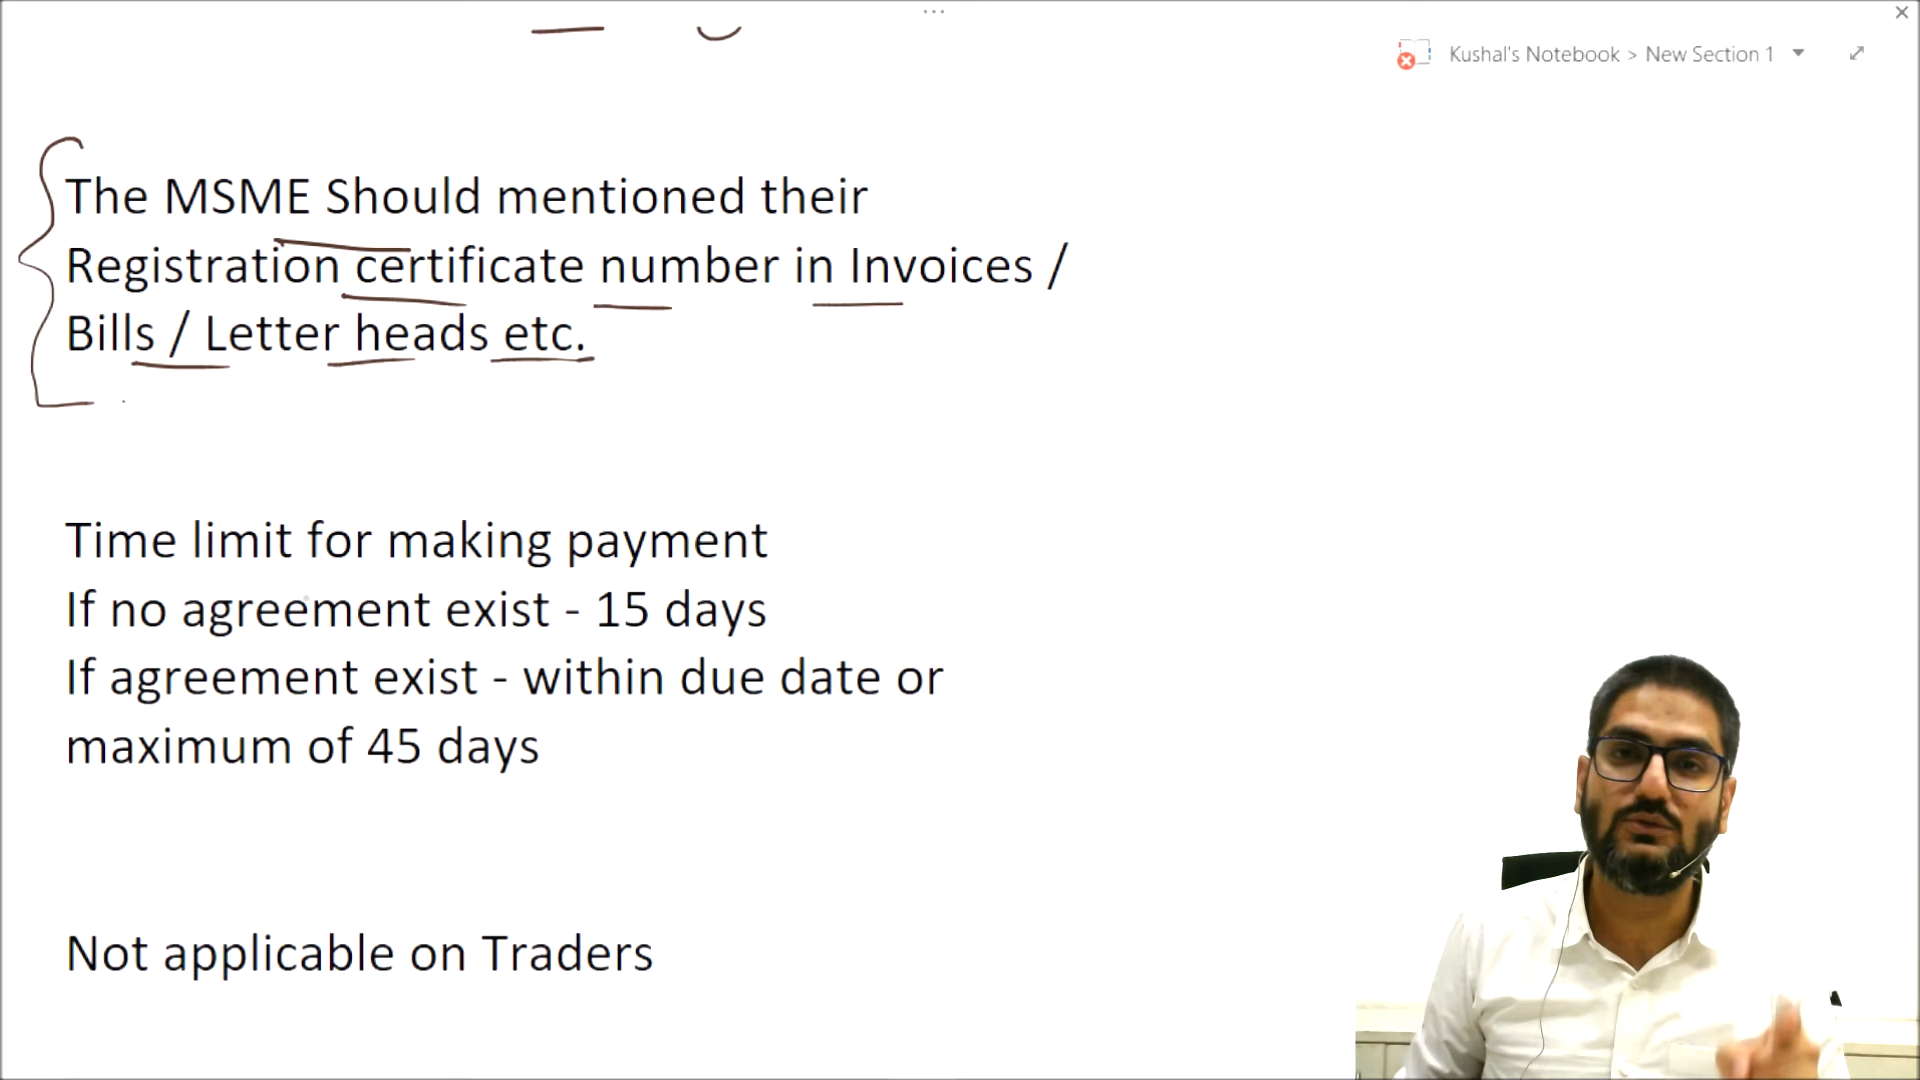 Kushal's Notebook > New Section 1
The MSME Should mentioned their
Registration certificate number in Invoices /
Bills / Letter heads etc.
Time limit for making payment
If no agreement exist - 15 days
If agreement exist - within due date or
maximum of 45 days
Not applicable on Traders